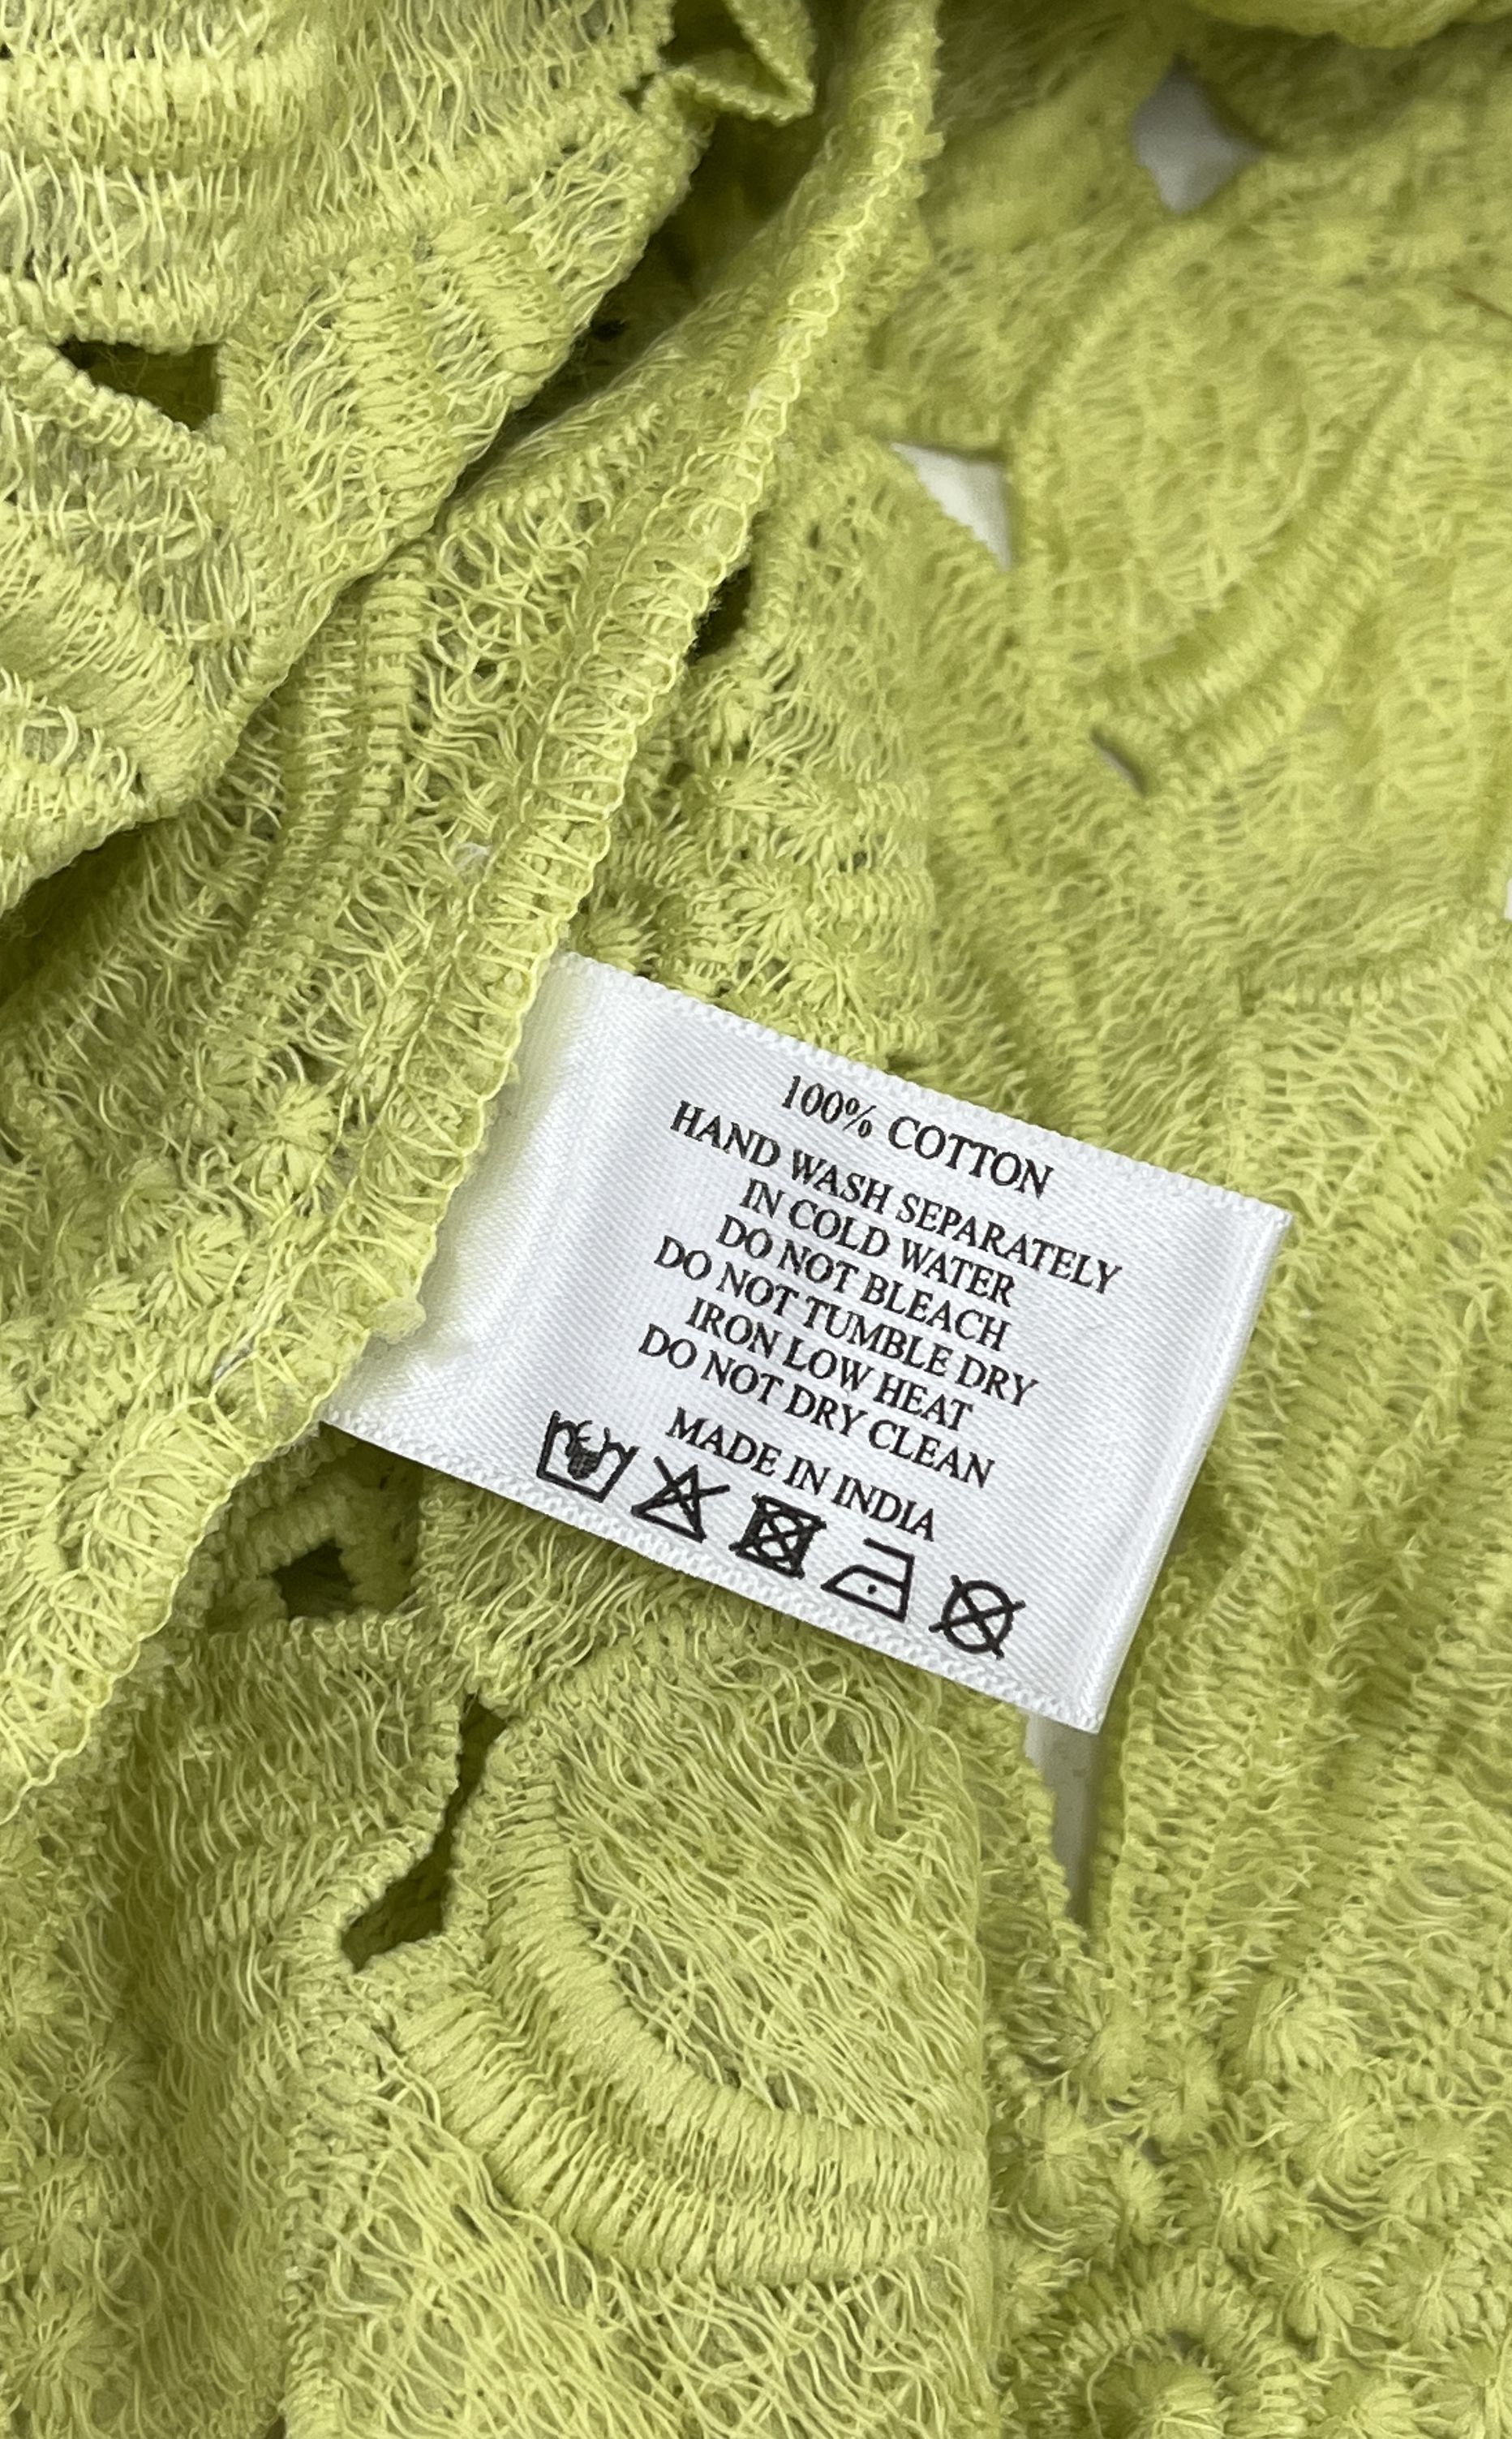 100% COTTON
HAND WASH SEPARATELY
IN COLD WATER
DO NOT BLEACH
DO NOT TUMBLE DRY
IRON LOW HEAT
DO NOT DRY CLEAN
MADE IN INDIA